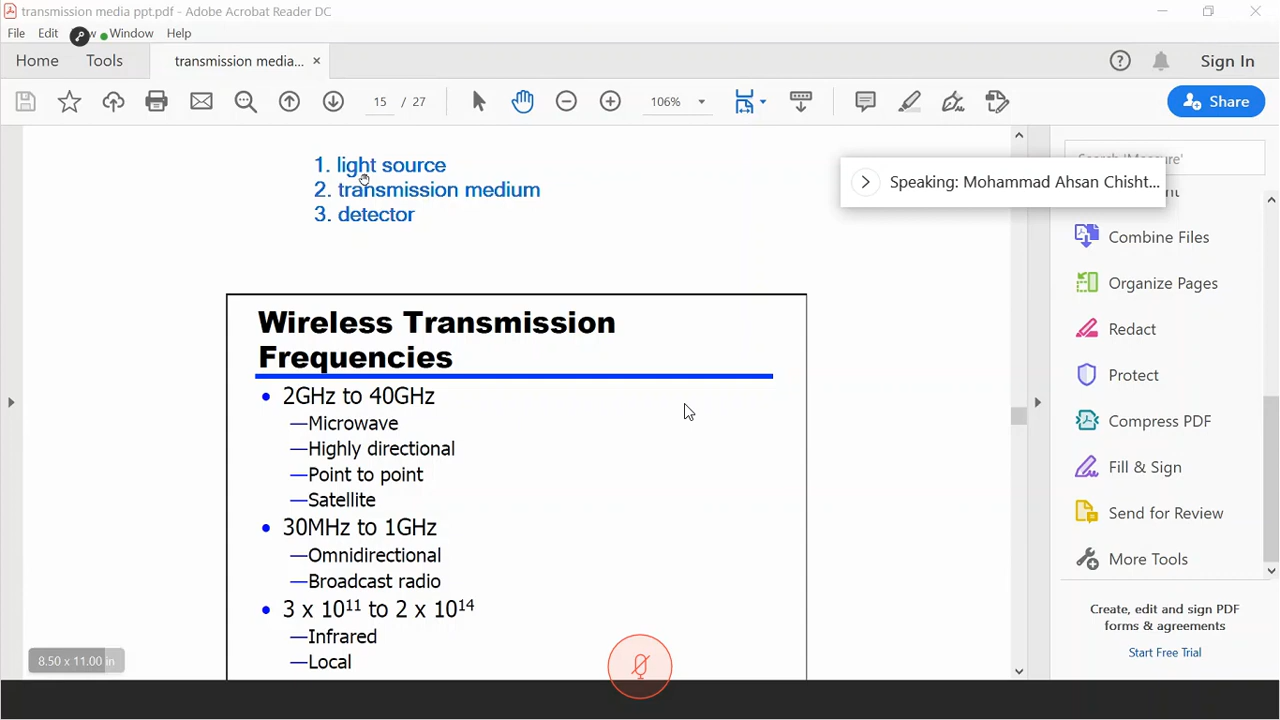 transmission media ppt.pdf - Adobe Acrobat Reader DC
File Edit Window Help
Home Tools transmission media... × Sign In
15 / 27 106% Share
1. light source
2. transmission medium
3. detector
Speaking: Mohammad Ahsan Chisht...
Wireless Transmission
Frequencies
• 2GHz to 40GHz
—Microwave
—Highly directional
—Point to point
—Satellite
• 30MHz to 1GHz
—Omnidirectional
—Broadcast radio
• 3 x 10¹¹ to 2 x 10¹⁴
—Infrared
—Local
8.50 x 11.00 in
Combine Files
Organize Pages
Redact
Protect
Compress PDF
Fill & Sign
Send for Review
More Tools
Create, edit and sign PDF
forms & agreements
Start Free Trial